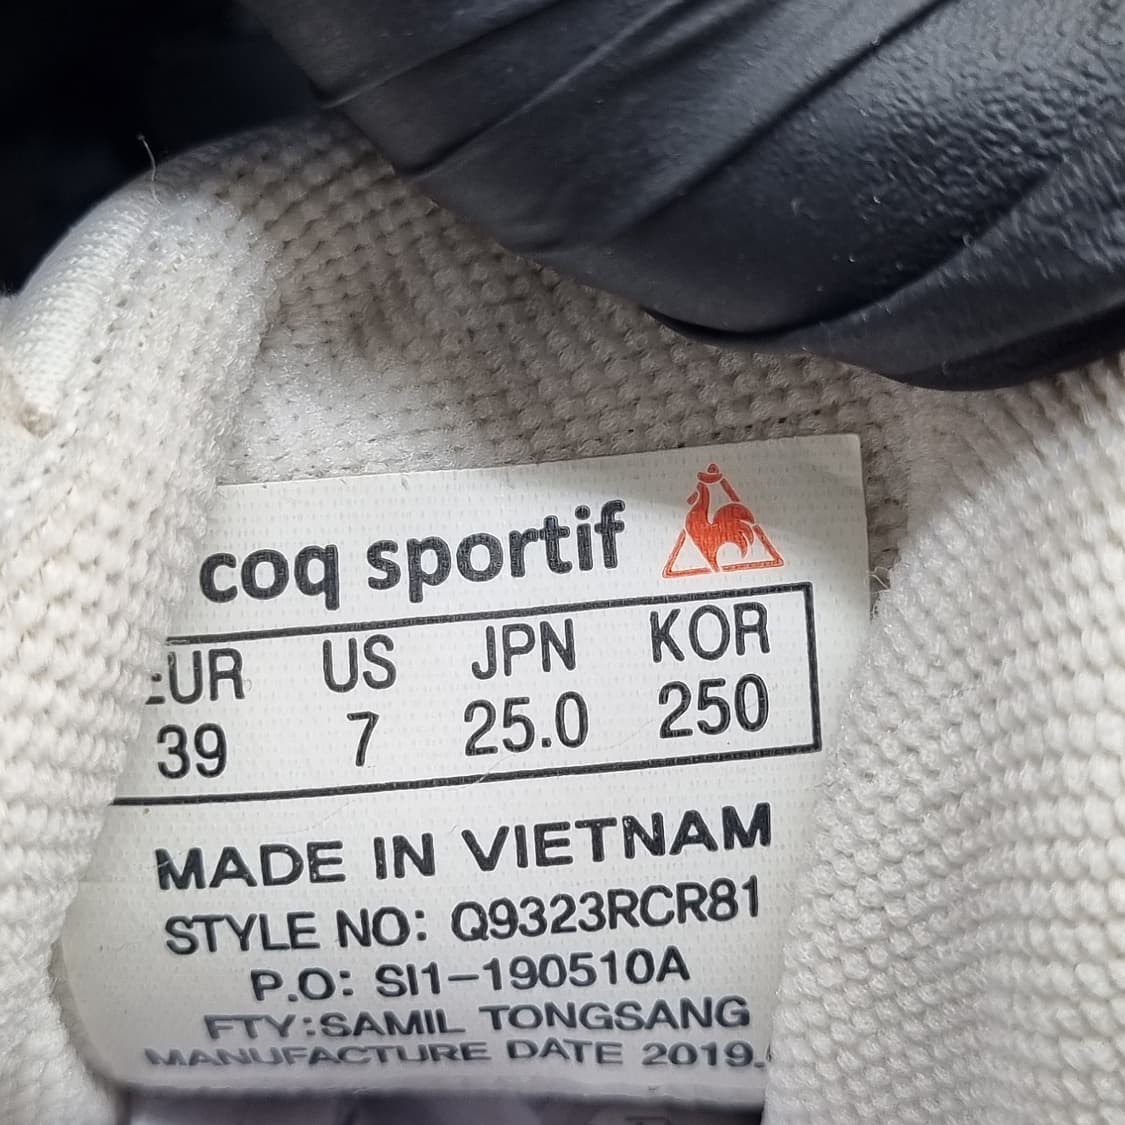 coq sportif
EUR US JPN KOR
39 7 25.0 250
MADE IN VIETNAM
STYLE NO: Q9323RCR81
P.O: SI1-190510A
FTY:SAMIL TONGSANG
MANUFACTURE DATE 2019.